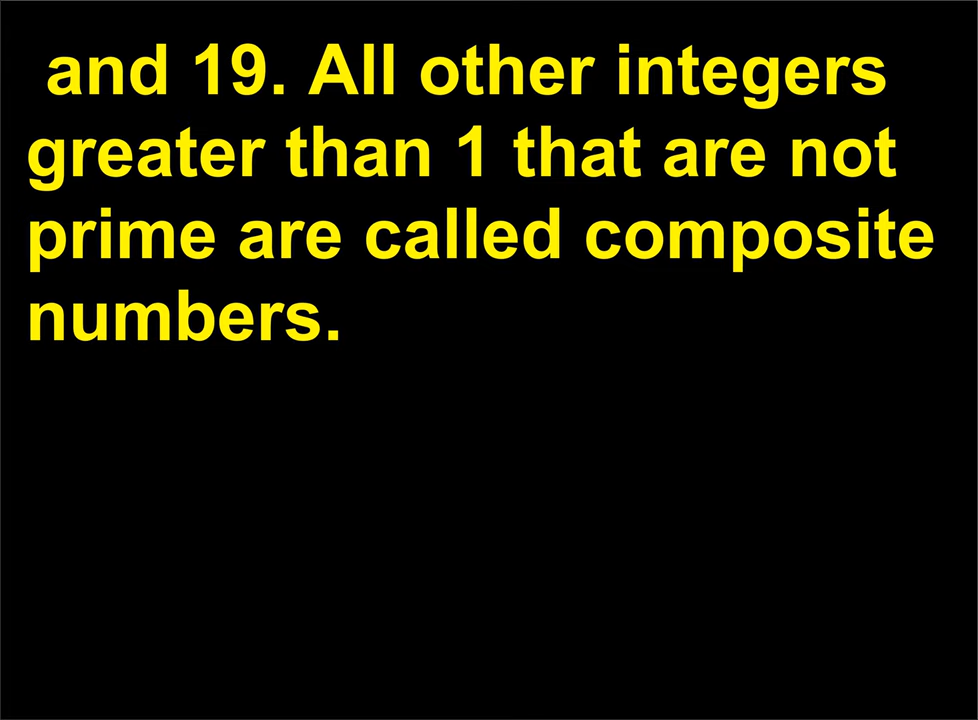 and 19. All other integers
greater than 1 that are not
prime are called composite
numbers.